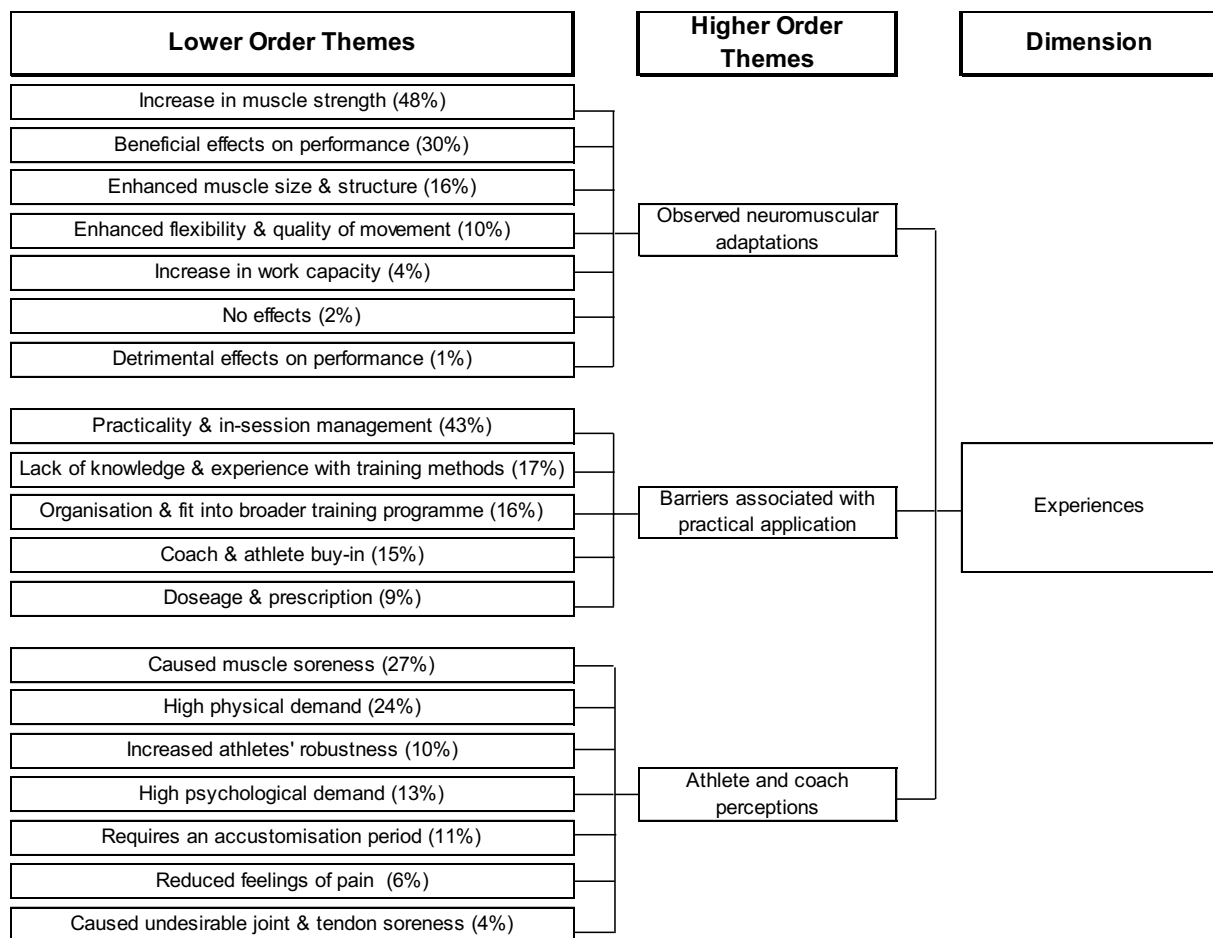 Lower Order Themes
Higher Order
Themes
Dimension
Increase in muscle strength (48%)
Beneficial effects on performance (30%)
Enhanced muscle size & structure (16%)
Enhanced flexibility & quality of movement (10%)
Increase in work capacity (4%)
No effects (2%)
Detrimental effects on performance (1%)
Observed neuromuscular
adaptations
Practicality & in-session management (43%)
Lack of knowledge & experience with training methods (17%)
Organisation & fit into broader training programme (16%)
Coach & athlete buy-in (15%)
Doseage & prescription (9%)
Barriers associated with
practical application
Experiences
Caused muscle soreness (27%)
High physical demand (24%)
Increased athletes' robustness (10%)
High psychological demand (13%)
Requires an accustomisation period (11%)
Reduced feelings of pain (6%)
Caused undesirable joint & tendon soreness (4%)
Athlete and coach
perceptions